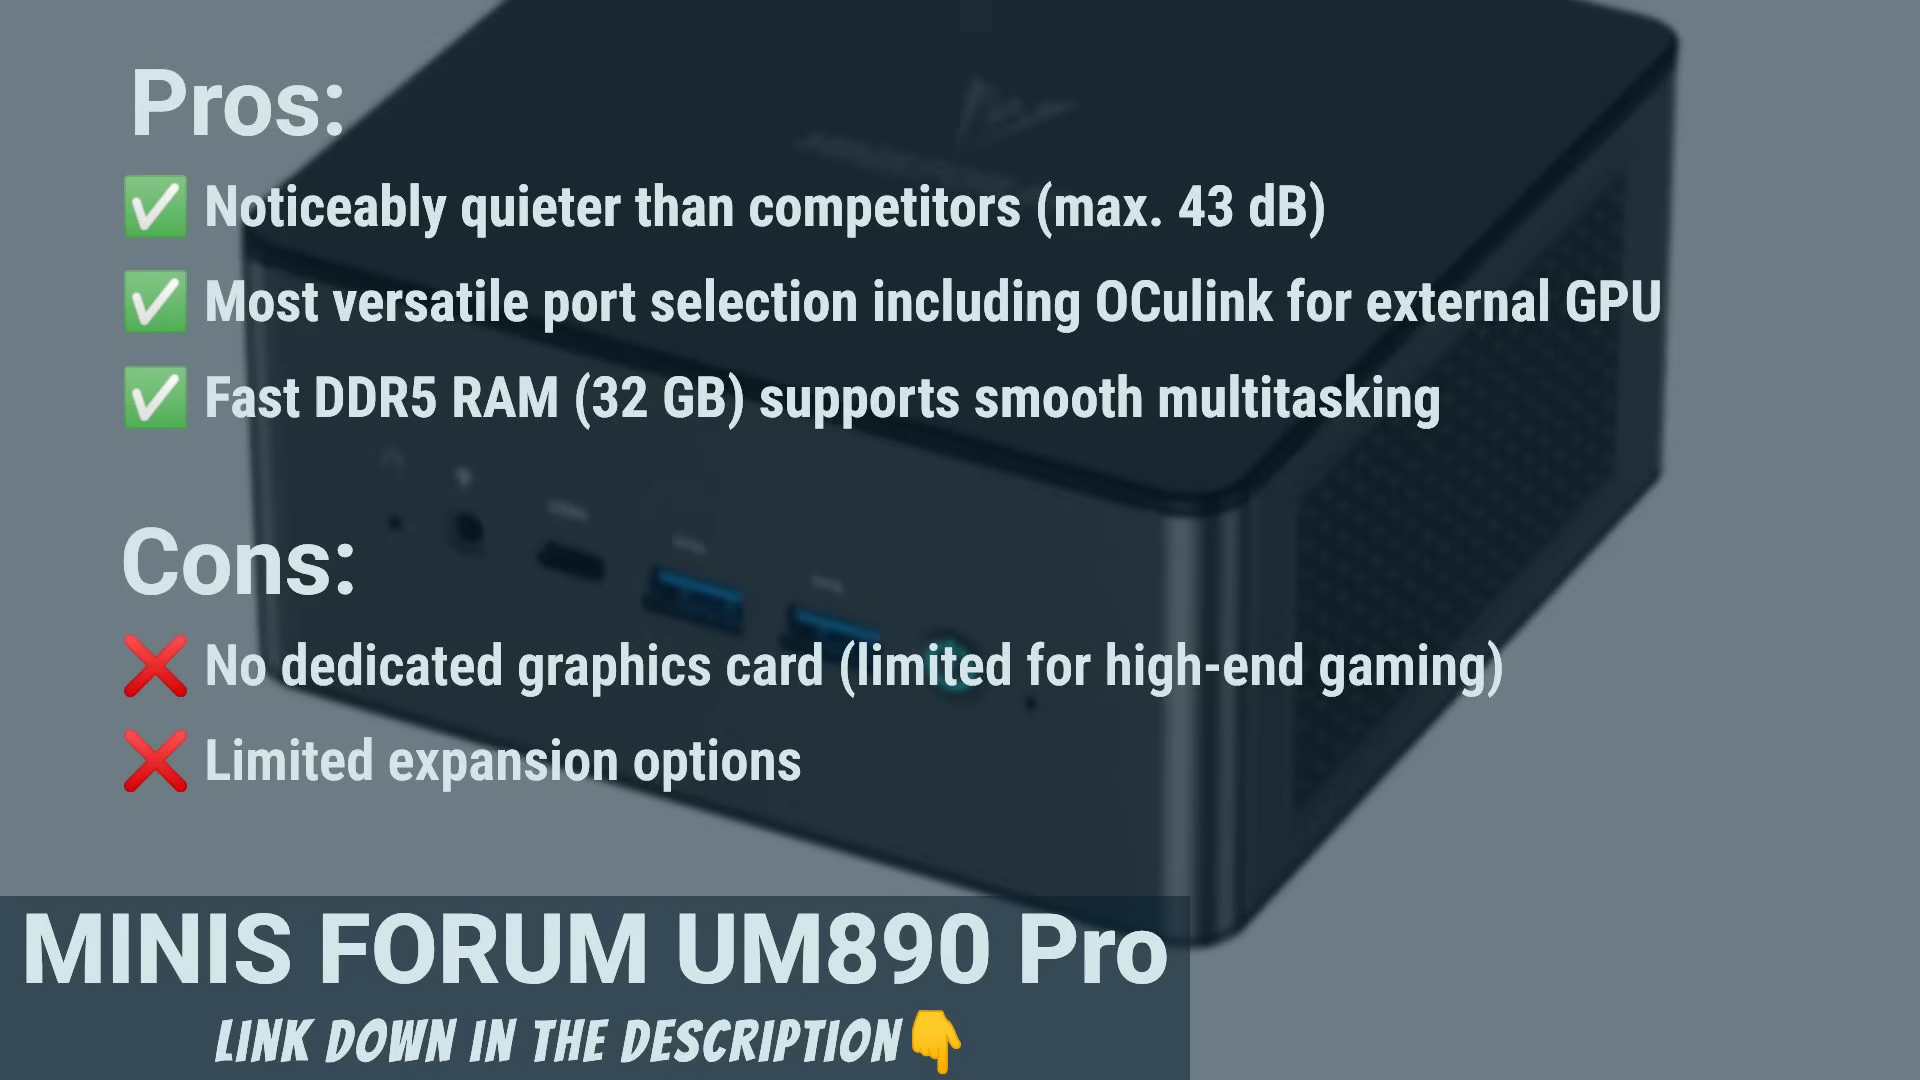 Pros:
✅ Noticeably quieter than competitors (max. 43 dB)
✅ Most versatile port selection including OCulink for external GPU
✅ Fast DDR5 RAM (32 GB) supports smooth multitasking
Cons:
❌ No dedicated graphics card (limited for high-end gaming)
❌ Limited expansion options
MINIS FORUM UM890 Pro
LINK DOWN IN THE DESCRIPTION👇